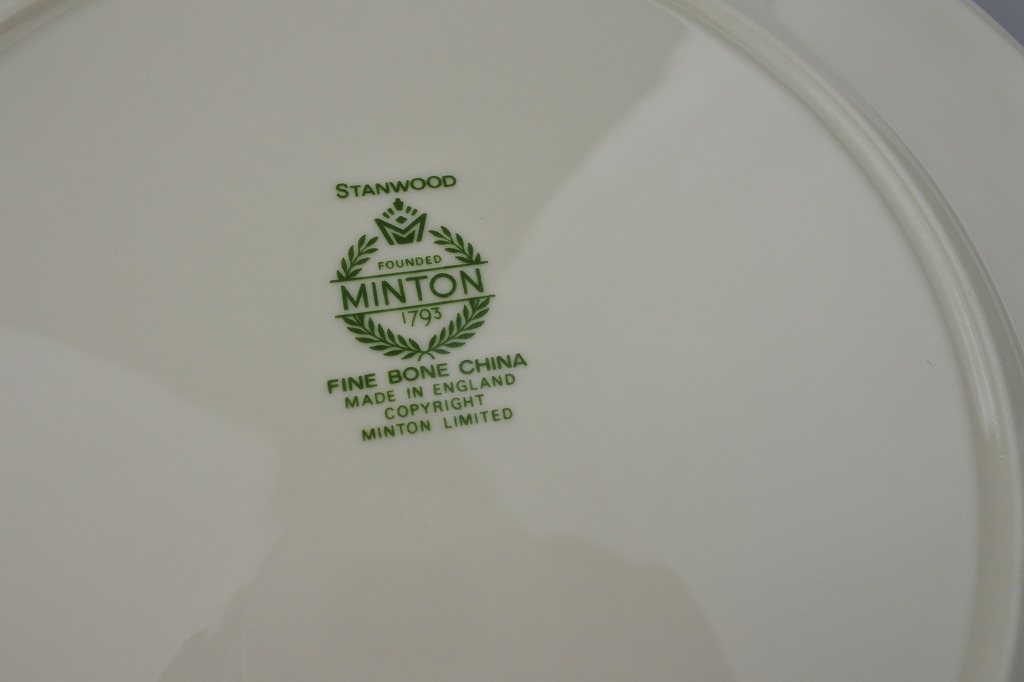 STANWOOD
FOUNDED
MINTON
1793
FINE BONE CHINA
MADE IN ENGLAND
COPYRIGHT
MINTON LIMITED